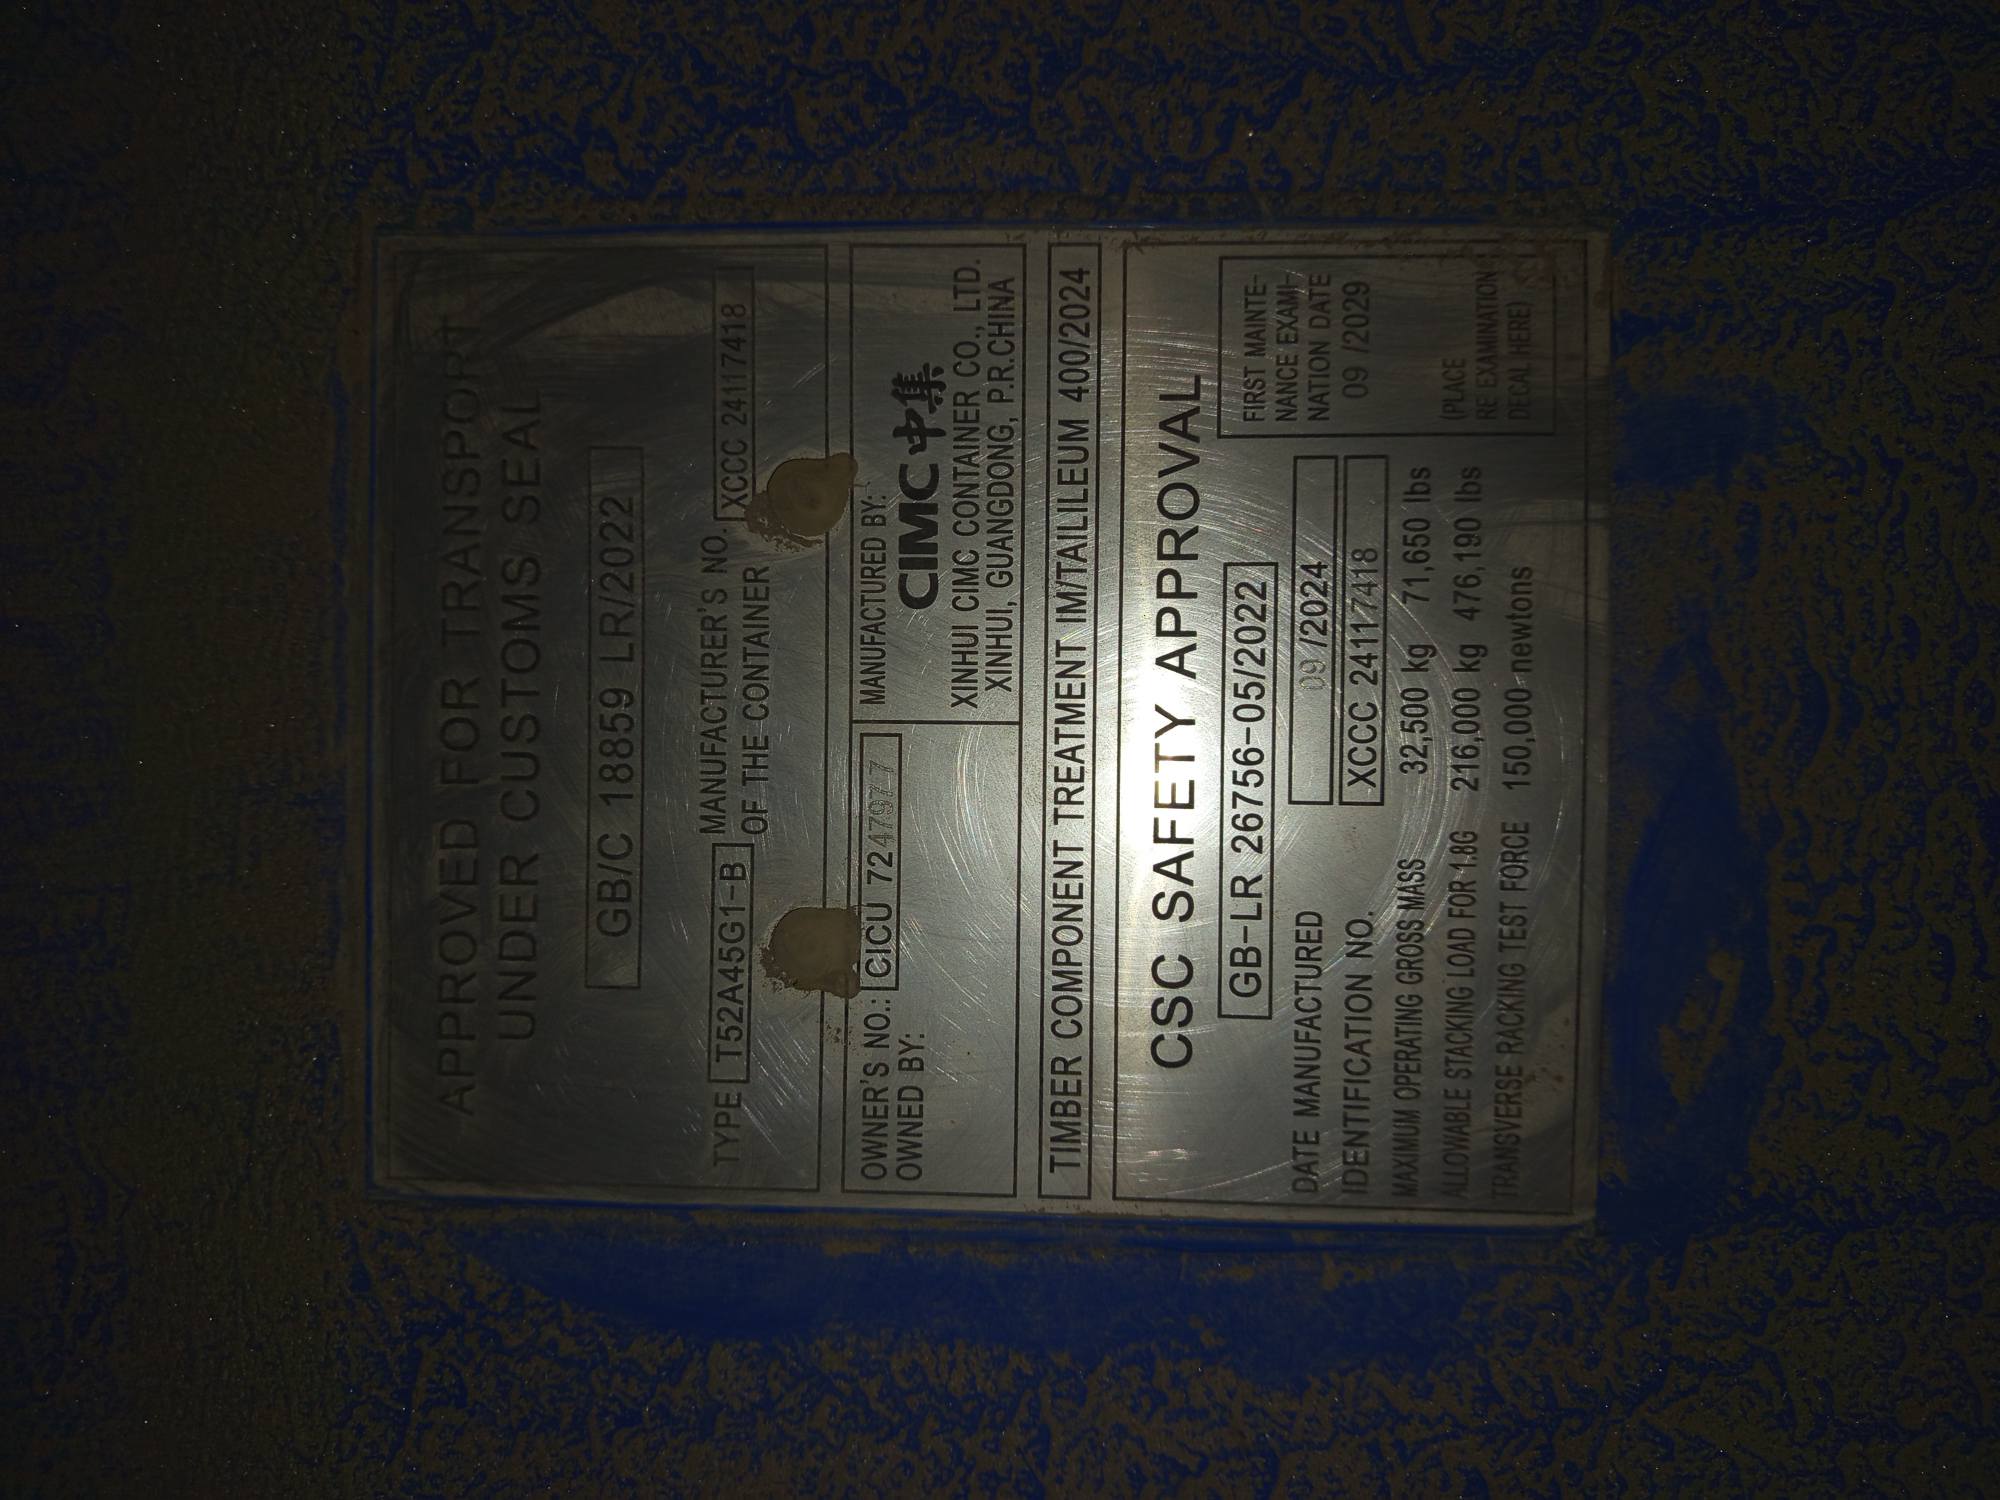 APPROVED FOR TRANSPORT
UNDER CUSTOMS SEAL
GB/C 18859 LR/2022
TYPE T52A45G1-B MANUFACTURER'S NO. XCCC 24117418
OF THE CONTAINER
OWNER'S NO.: CICU 724797 7
OWNED BY:
MANUFACTURED BY:
CIMC 中集
XINHUI CIMC CONTAINER CO., LTD.
XINHUI, GUANGDONG, P.R.CHINA
TIMBER COMPONENT TREATMENT IM/TAILILEUM 400/2024
CSC SAFETY APPROVAL
GB-LR 26756-05/2022
DATE MANUFACTURED 09 /2024
IDENTIFICATION NO. XCCC 24117418
MAXIMUM OPERATING GROSS MASS 32,500 kg 71,650 lbs
ALLOWABLE STACKING LOAD FOR 1.8G 216,000 kg 476,190 lbs
TRANSVERSE RACKING TEST FORCE 150,000 newtons
FIRST MAINTE-
NANCE EXAMI-
NATION DATE
09 /2029
(PLACE
RE EXAMINATION
DECAL HERE)